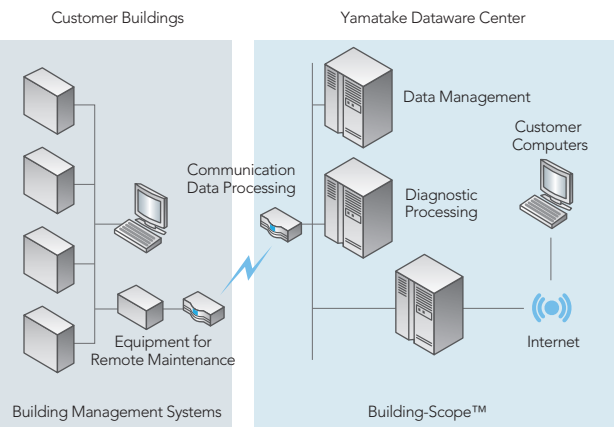 Customer Buildings
Yamatake Dataware Center
Data Management
Customer
Computers
Communication
Data Processing
Diagnostic
Processing
Equipment for
Remote Maintenance
Internet
Building Management Systems
Building-Scope™